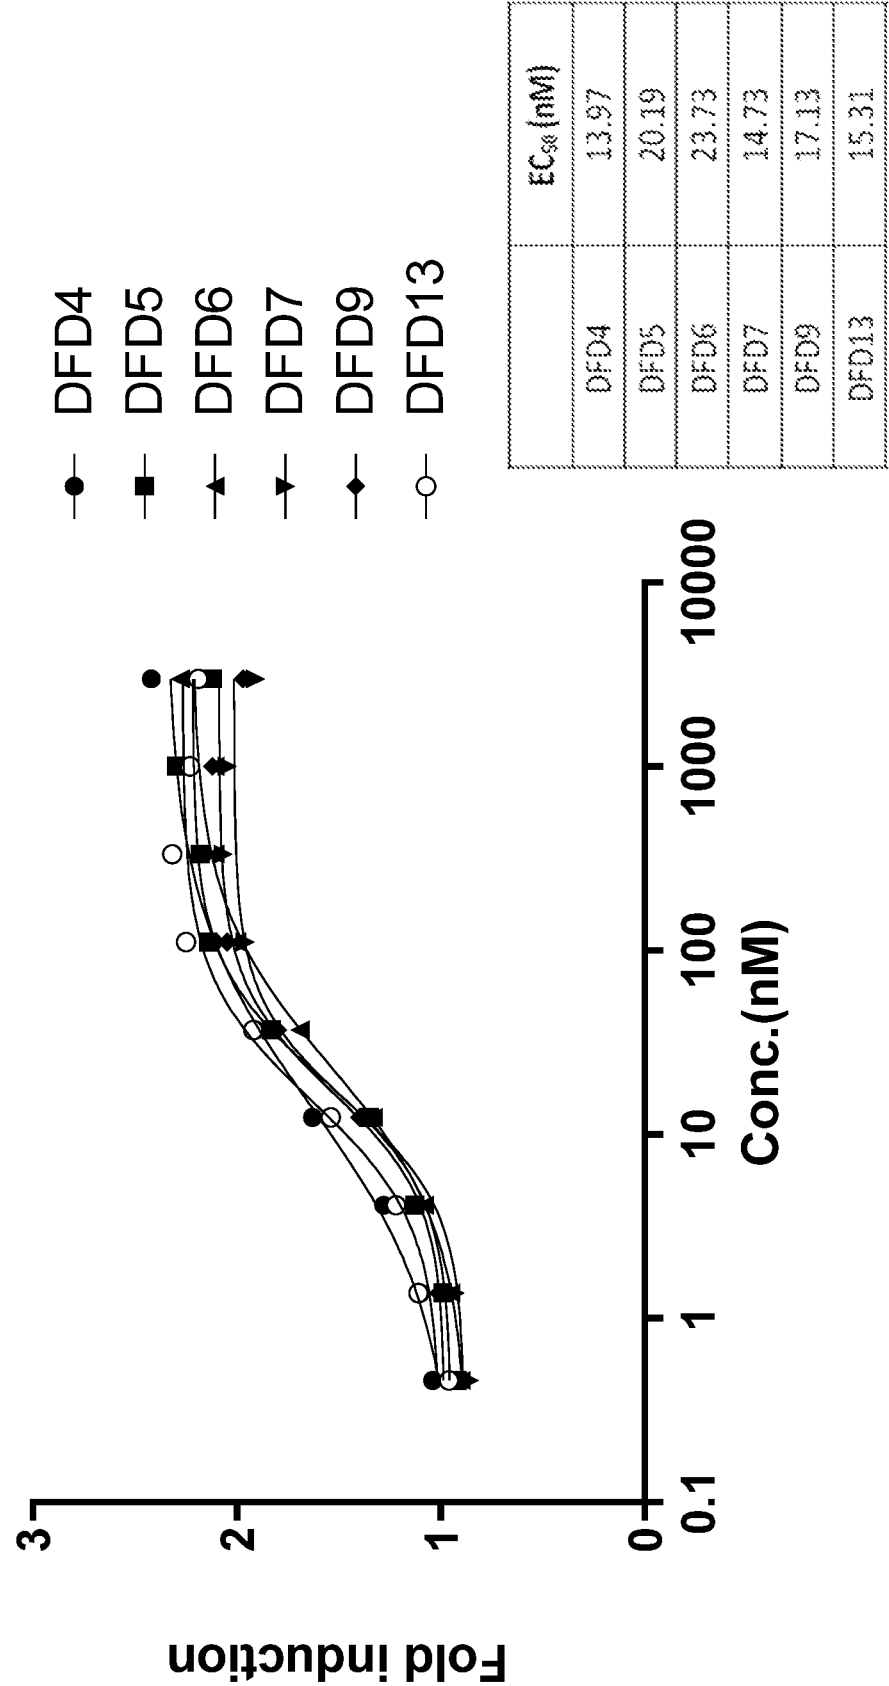 Fold induction
3
2
1
0
0.1
1
10
100
1000
10000
Conc.(nM)
DFD4
DFD5
DFD6
DFD7
DFD9
DFD13
EC₅₀ (nM)
DFD4 13.97
DFD5 20.19
DFD6 23.73
DFD7 14.73
DFD9 17.13
DFD13 15.31